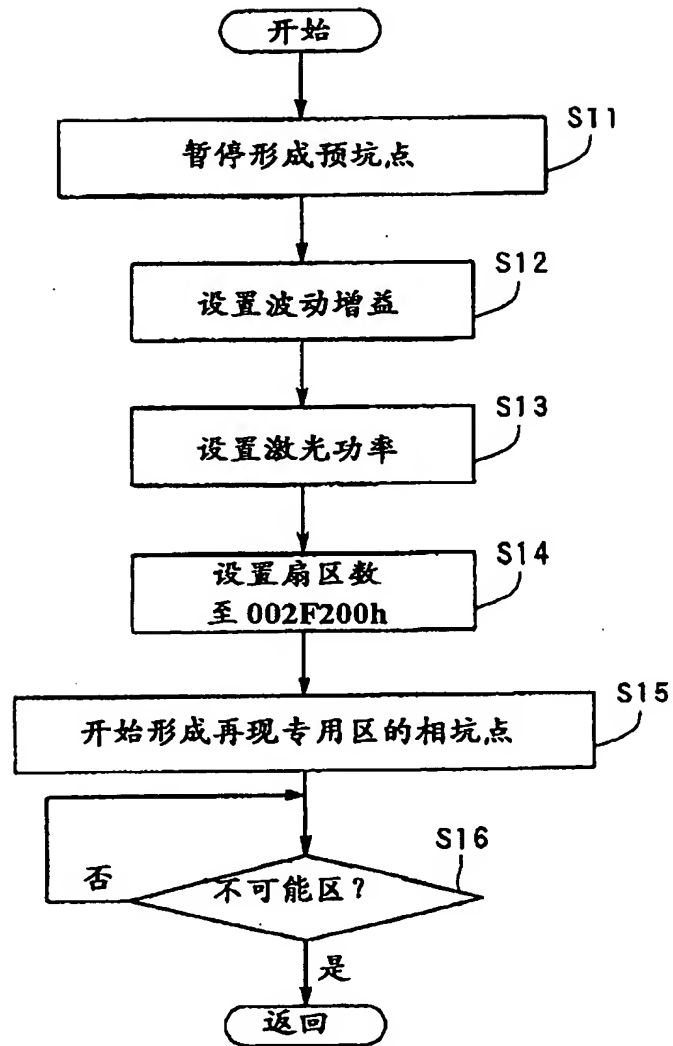 开始
S11
暂停形成预坑点
S12
设置波动增益
S13
设置激光功率
S14
设置扇区数
至 002F200h
S15
开始形成再现专用区的相坑点
S16
不可能区?
否
是
返回